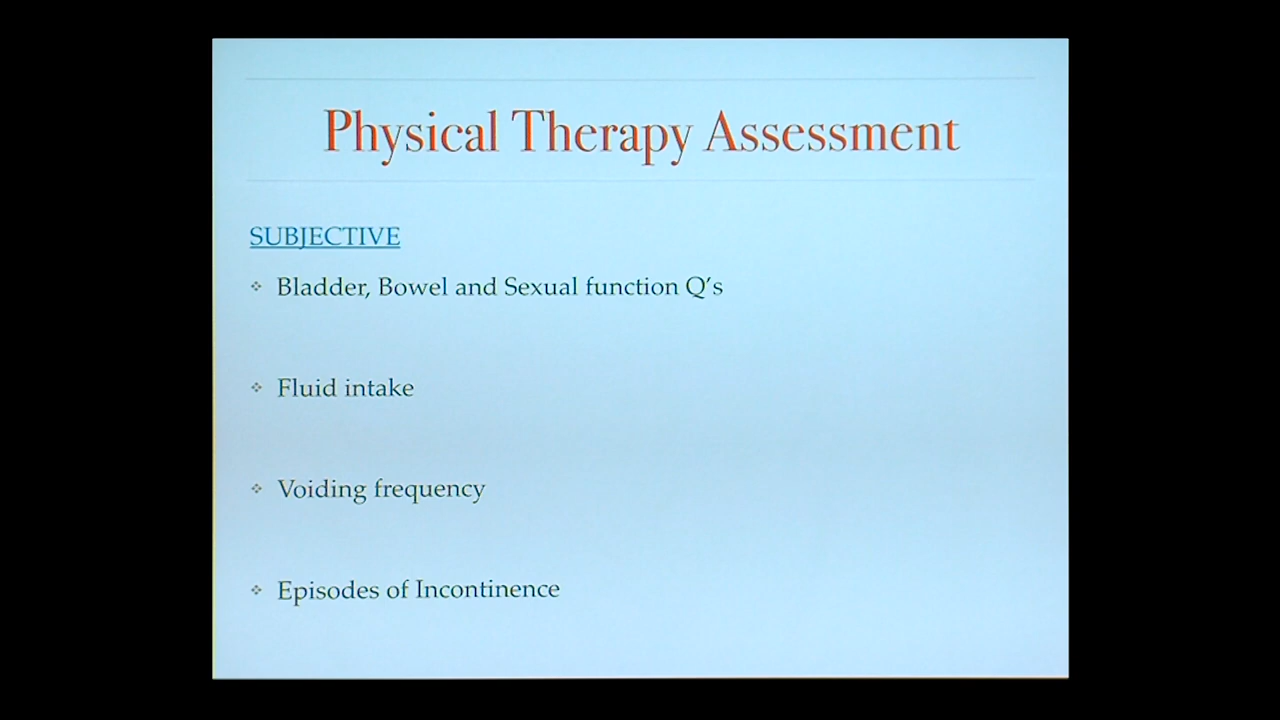 Physical Therapy Assessment
SUBJECTIVE
Bladder, Bowel and Sexual function Q's
Fluid intake
Voiding frequency
Episodes of Incontinence